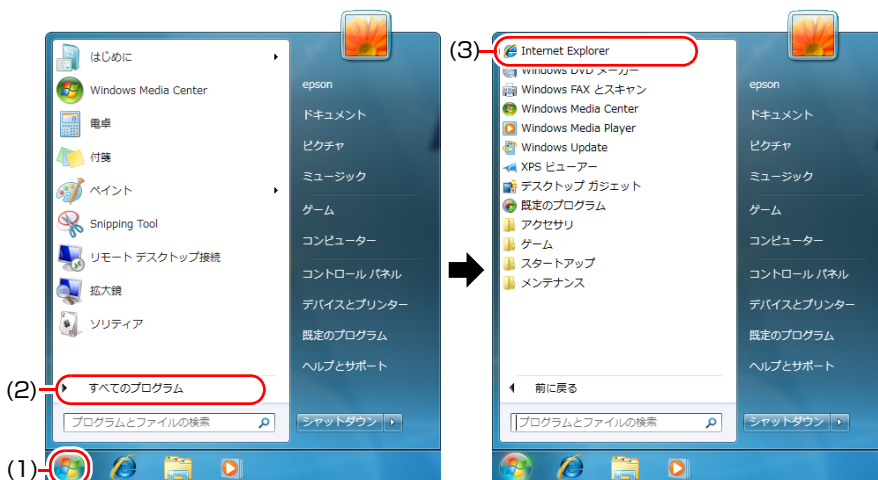 はじめに
Windows Media Center
電卓
付箋
ペイント
Snipping Tool
リモート デスクトップ接続
拡大鏡
ソリティア
(2)
すべてのプログラム
プログラムとファイルの検索
(1)
epson
ドキュメント
ピクチャ
ミュージック
ゲーム
コンピューター
コントロール パネル
デバイスとプリンター
既定のプログラム
ヘルプとサポート
シャットダウン
(3)
Internet Explorer
Windows DVD メーカー
Windows FAX とスキャン
Windows Media Center
Windows Media Player
Windows Update
XPS ビューアー
デスクトップ ガジェット
既定のプログラム
アクセサリ
ゲーム
スタートアップ
メンテナンス
前に戻る
プログラムとファイルの検索
epson
ドキュメント
ピクチャ
ミュージック
ゲーム
コンピューター
コントロール パネル
デバイスとプリンター
既定のプログラム
ヘルプとサポート
シャットダウン